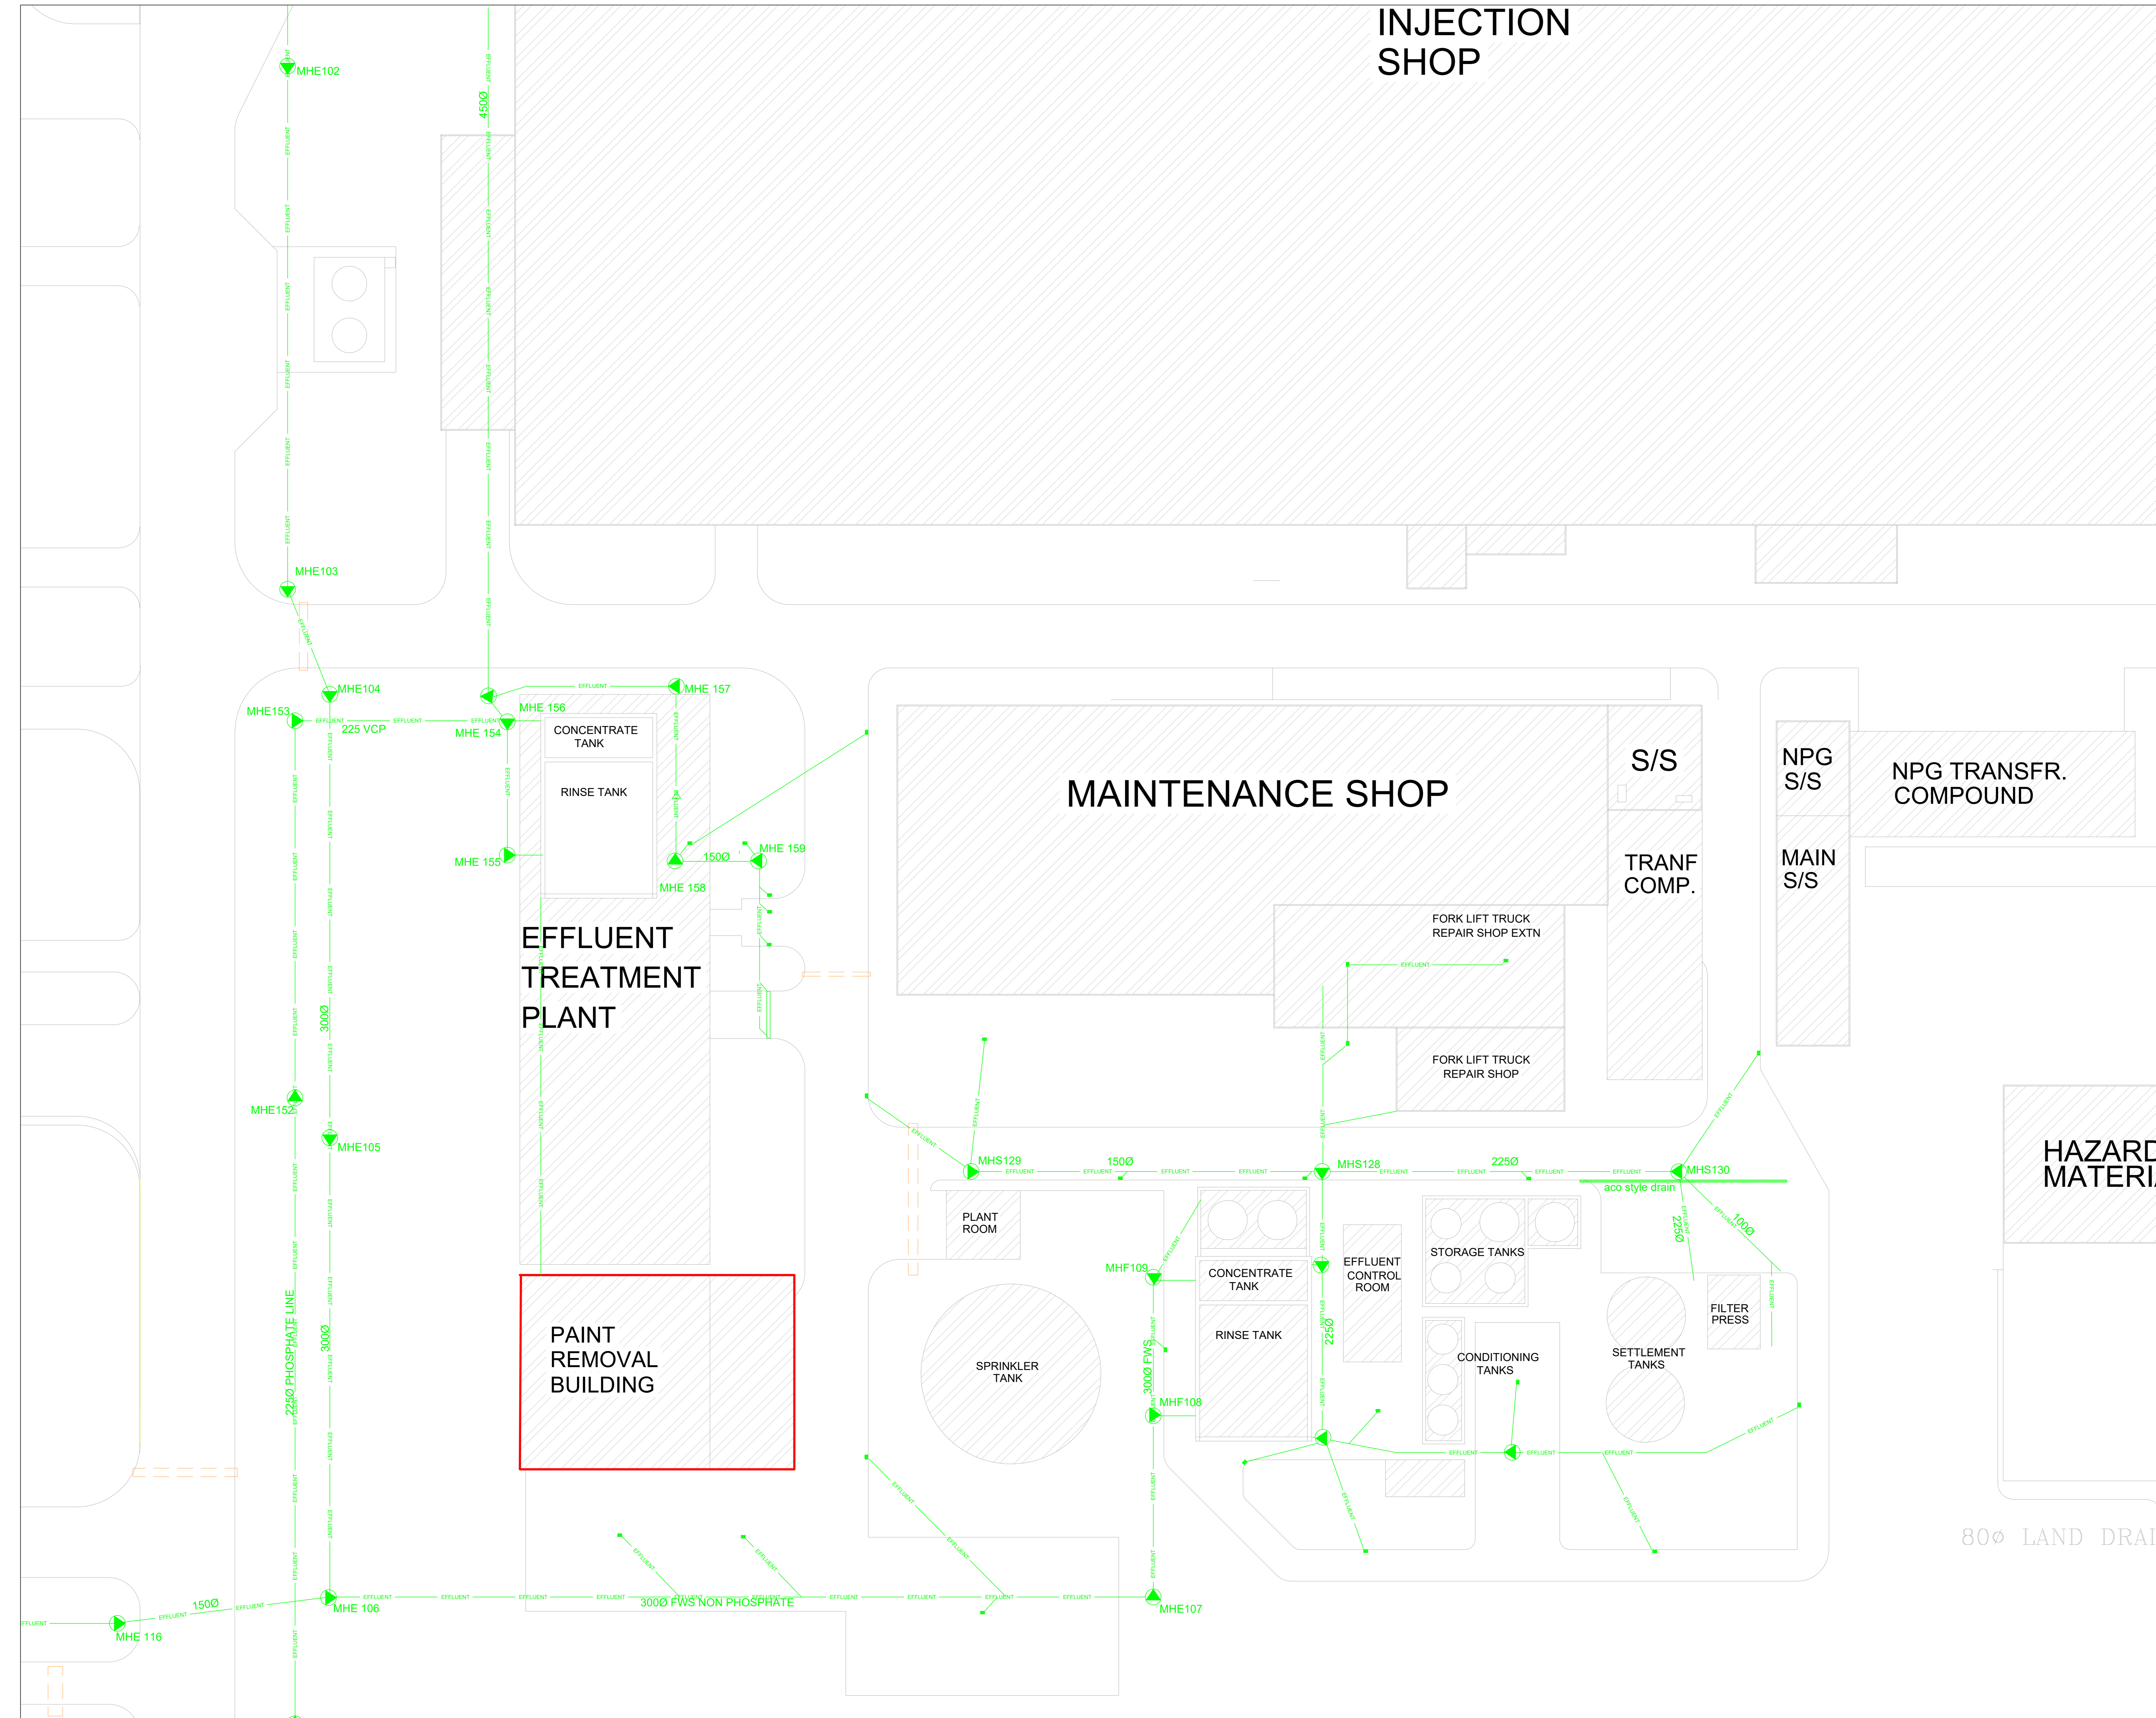 INJECTION
SHOP
MHE102
450Ø
MHE103
MHE104
MHE153
225 VCP
MHE 154
MHE 156
MHE 157
CONCENTRATE
TANK
RINSE TANK
MHE 155
MHE 158
150Ø
MHE 159
EFFLUENT
TREATMENT
PLANT
300Ø
MHE152
MHE105
MAINTENANCE SHOP
S/S
TRANF
COMP.
NPG
S/S
MAIN
S/S
NPG TRANSFR.
COMPOUND
FORK LIFT TRUCK
REPAIR SHOP EXTN
FORK LIFT TRUCK
REPAIR SHOP
MHS129
150Ø
MHS128
225Ø
MHS130
aco style drain
HAZARD
MATERIA
PLANT
ROOM
MHF109
CONCENTRATE
TANK
RINSE TANK
EFFLUENT
CONTROL
ROOM
STORAGE TANKS
225Ø
100Ø
FILTER
PRESS
SETTLEMENT
TANKS
CONDITIONING
TANKS
225Ø
SPRINKLER
TANK
300Ø FWS
MHF108
225Ø PHOSPHATE LINE
300Ø
PAINT
REMOVAL
BUILDING
80ø LAND DRAI
150Ø
MHE 116
MHE 106
300Ø FWS NON PHOSPHATE
MHE107
EFFLUENT